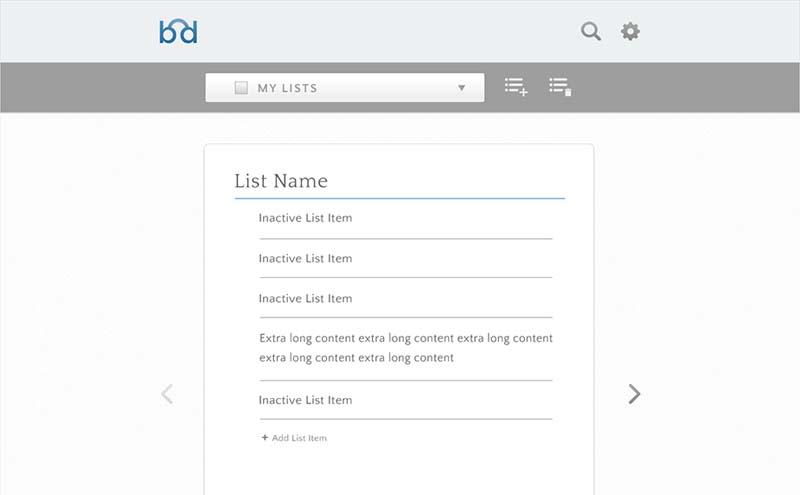 bd
MY LISTS
List Name
Inactive List Item
Inactive List Item
Inactive List Item
Extra long content extra long content extra long content
extra long content extra long content
Inactive List Item
+ Add List Item